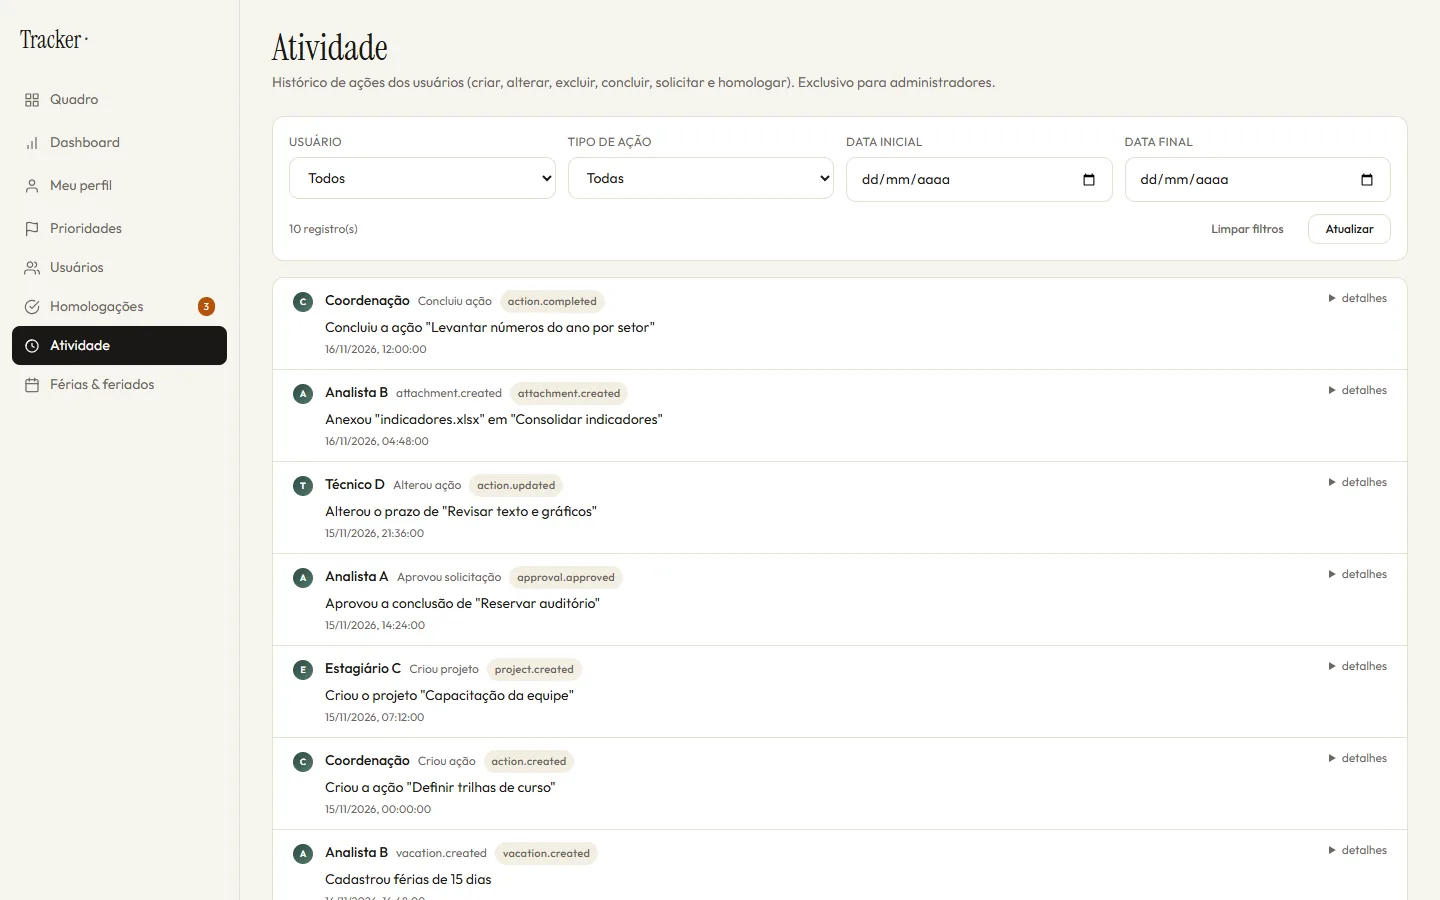 Tracker ·
Quadro
Dashboard
Meu perfil
Prioridades
Usuários
Homologações 3
Atividade
Férias & feriados
Atividade
Histórico de ações dos usuários (criar, alterar, excluir, concluir, solicitar e homologar). Exclusivo para administradores.
USUÁRIO TIPO DE AÇÃO DATA INICIAL DATA FINAL
Todos Todas dd/mm/aaaa dd/mm/aaaa
10 registro(s) Limpar filtros Atualizar
C Coordenação Concluiu ação action.completed detalhes
Concluiu a ação "Levantar números do ano por setor"
16/11/2026, 12:00:00
A Analista B attachment.created attachment.created detalhes
Anexou "indicadores.xlsx" em "Consolidar indicadores"
16/11/2026, 04:48:00
T Técnico D Alterou ação action.updated detalhes
Alterou o prazo de "Revisar texto e gráficos"
15/11/2026, 21:36:00
A Analista A Aprovou solicitação approval.approved detalhes
Aprovou a conclusão de "Reservar auditório"
15/11/2026, 14:24:00
E Estagiário C Criou projeto project.created detalhes
Criou o projeto "Capacitação da equipe"
15/11/2026, 07:12:00
C Coordenação Criou ação action.created detalhes
Criou a ação "Definir trilhas de curso"
15/11/2026, 00:00:00
A Analista B vacation.created vacation.created detalhes
Cadastrou férias de 15 dias